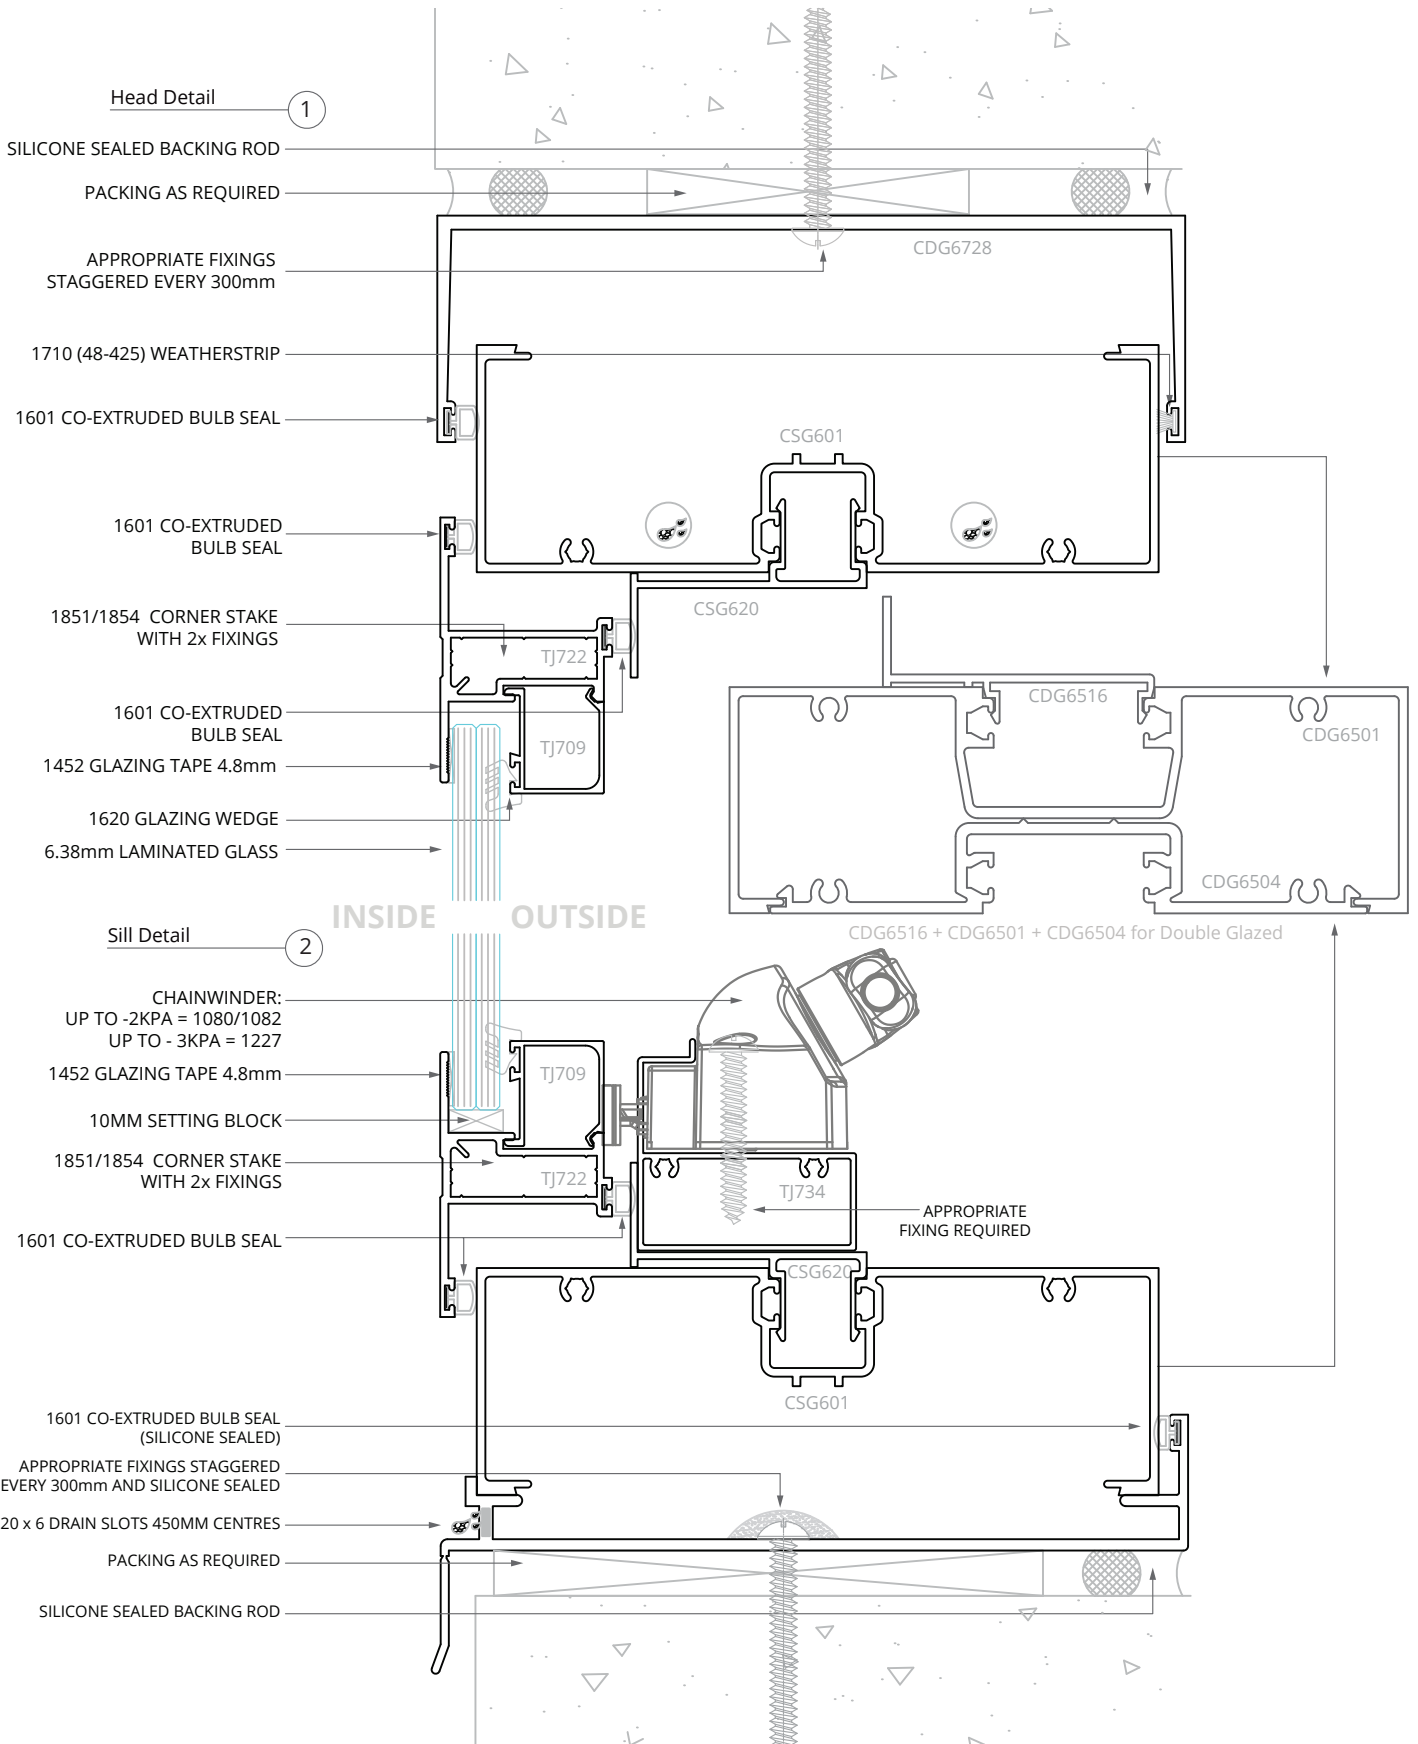 Head Detail
1
SILICONE SEALED BACKING ROD
PACKING AS REQUIRED
CDG6728
APPROPRIATE FIXINGS
STAGGERED EVERY 300mm
1710 (48-425) WEATHERSTRIP
1601 CO-EXTRUDED BULB SEAL
CSG601
1601 CO-EXTRUDED
BULB SEAL
CSG620
1851/1854 CORNER STAKE
WITH 2x FIXINGS
TJ722
CDG6516
1601 CO-EXTRUDED
BULB SEAL
CDG6501
TJ709
1452 GLAZING TAPE 4.8mm
1620 GLAZING WEDGE
6.38mm LAMINATED GLASS
CDG6504
INSIDE
OUTSIDE
CDG6516 + CDG6501 + CDG6504 for Double Glazed
Sill Detail
2
CHAINWINDER:
UP TO -2KPA = 1080/1082
UP TO - 3KPA = 1227
1452 GLAZING TAPE 4.8mm
TJ709
10MM SETTING BLOCK
1851/1854 CORNER STAKE
WITH 2x FIXINGS
TJ722
TJ734
APPROPRIATE
FIXING REQUIRED
1601 CO-EXTRUDED BULB SEAL
CSG620
CSG601
1601 CO-EXTRUDED BULB SEAL
(SILICONE SEALED)
APPROPRIATE FIXINGS STAGGERED
EVERY 300mm AND SILICONE SEALED
20 x 6 DRAIN SLOTS 450MM CENTRES
PACKING AS REQUIRED
SILICONE SEALED BACKING ROD